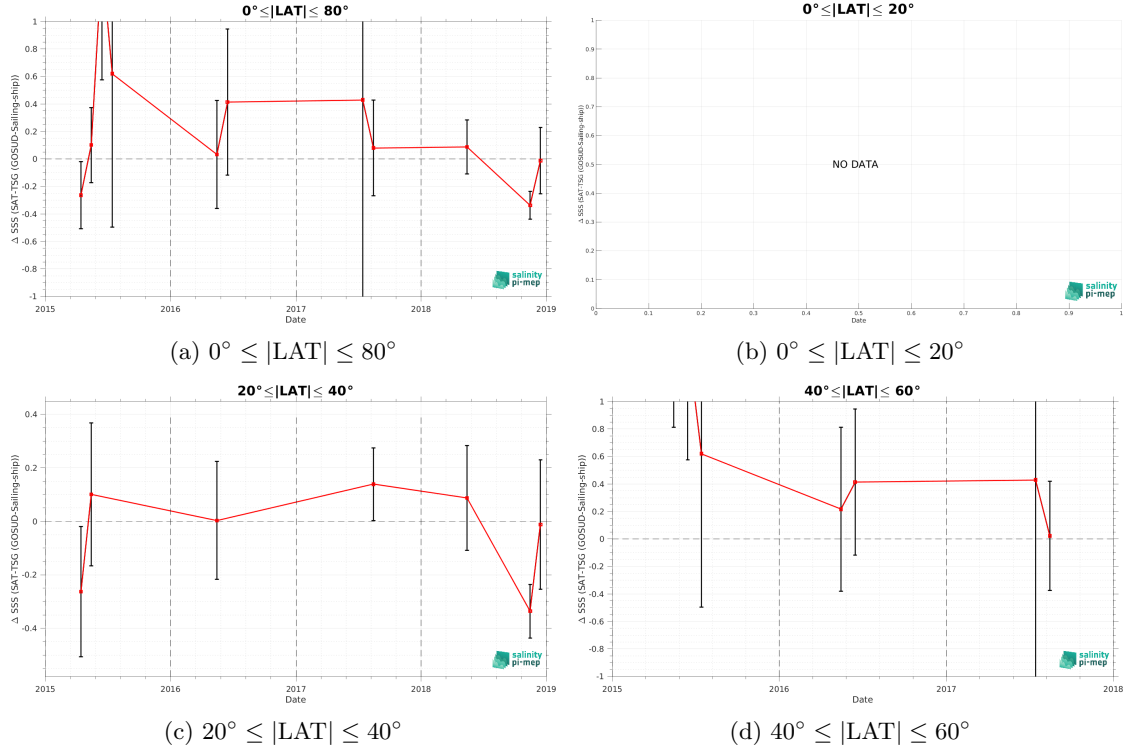 0°≤|LAT|≤ 80°
1
0.8
0.6
0.4
0.2
0
-0.2
-0.4
-0.6
-0.8
-1
Δ SSS (SAT-TSG (GOSUD-Sailing-ship))
2015
2016
2017
2018
2019
Date
salinity
pi-mep
(a) 0° ≤ |LAT| ≤ 80°
0°≤|LAT|≤ 20°
1
0.9
0.8
0.7
0.6
0.5
0.4
0.3
0.2
0.1
0
Δ SSS (SAT-TSG (GOSUD-Sailing-ship))
NO DATA
0
0.1
0.2
0.3
0.4
0.5
0.6
0.7
0.8
0.9
1
Date
salinity
pi-mep
(b) 0° ≤ |LAT| ≤ 20°
20°≤|LAT|≤ 40°
0.4
0.2
0
-0.2
-0.4
Δ SSS (SAT-TSG (GOSUD-Sailing-ship))
2015
2016
2017
2018
2019
Date
salinity
pi-mep
(c) 20° ≤ |LAT| ≤ 40°
40°≤|LAT|≤ 60°
1
0.8
0.6
0.4
0.2
0
-0.2
-0.4
-0.6
-0.8
-1
Δ SSS (SAT-TSG (GOSUD-Sailing-ship))
2015
2016
2017
2018
Date
salinity
pi-mep
(d) 40° ≤ |LAT| ≤ 60°